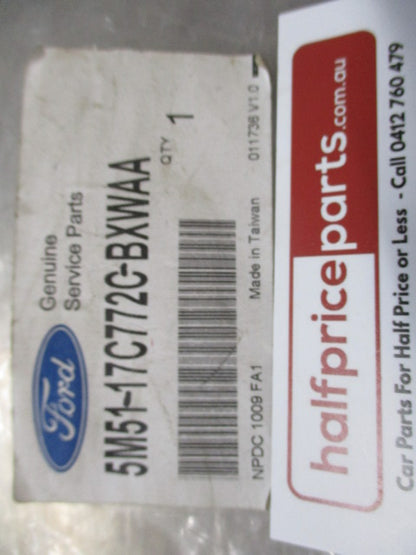 Ford
Genuine
Service Parts
5M51-17C772C-BXWAA
QTY 1
NPDC 1009 FA1
Made in Taiwan
011736 V1.0
halfpriceparts.com.au
Car Parts For Half Price or Less - Call 0412 760 479